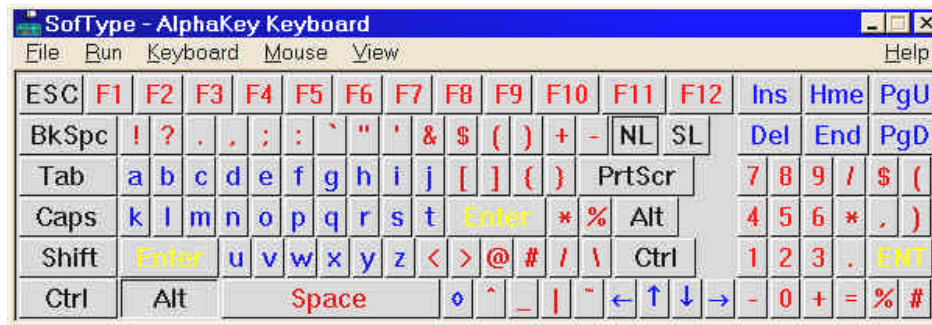 SofType - AlphaKey Keyboard
File Run Keyboard Mouse View Help
ESC F1 F2 F3 F4 F5 F6 F7 F8 F9 F10 F11 F12 Ins Hme PgU
BkSpc ! ? . , ; : ` " ' & $ ( ) + - NL SL Del End PgD
Tab a b c d e f g h i j [ ] { } PrtScr 7 8 9 / $ (
Caps k l m n o p q r s t Enter * % Alt 4 5 6 * , )
Shift Enter u v w x y z < > @ # / \ Ctrl 1 2 3 . ENT
Ctrl Alt Space ◊ ^ _ | ~ ← ↑ ↓ → - 0 + = % #